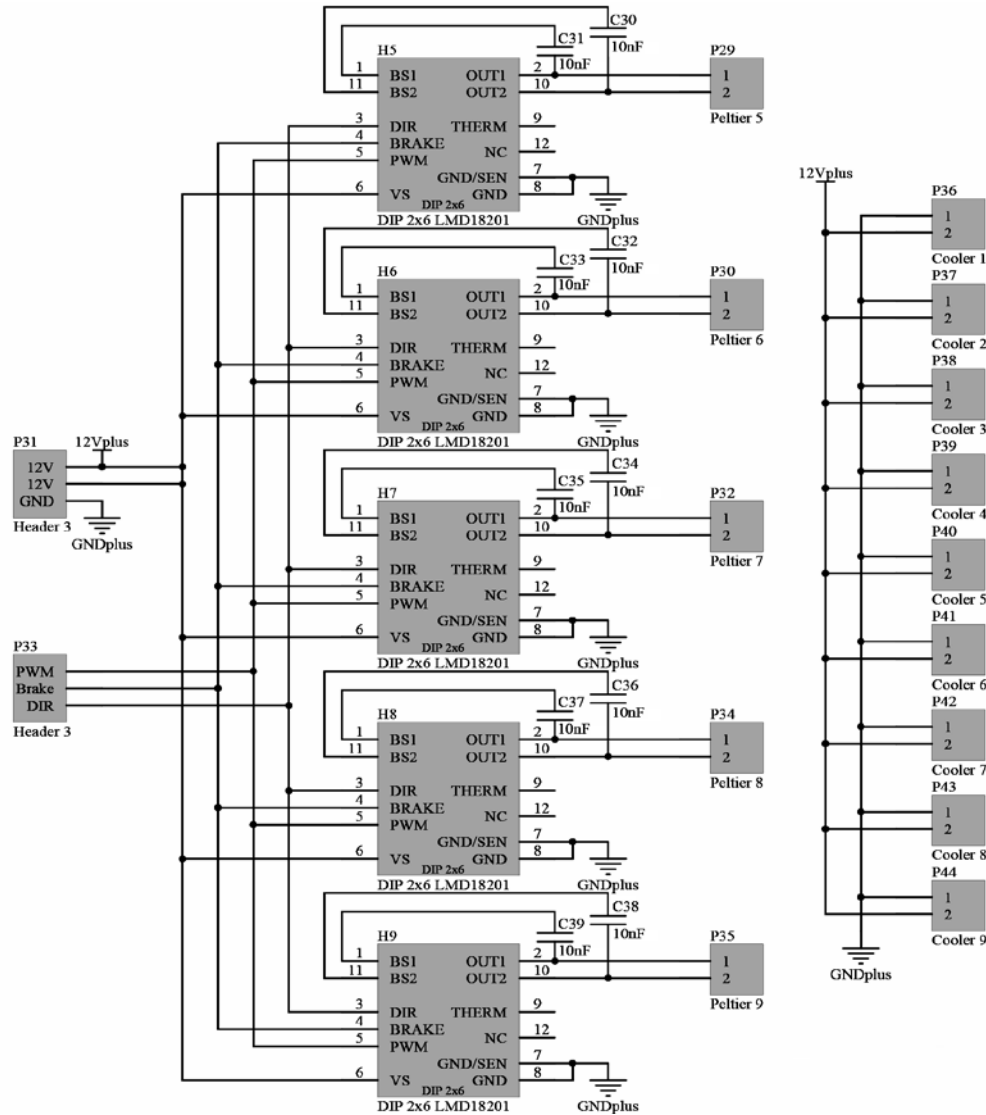 C30
10nF
C31
10nF
H5
1 BS1 OUT1 2
11 BS2 OUT2 10
3 DIR THERM 9
4 BRAKE
NC 12
5 PWM
GND/SEN 7
6 VS GND 8
DIP 2x6
DIP 2x6 LMD18201
GNDplus
P29
1
2
Peltier 5
C32
10nF
C33
10nF
H6
1 BS1 OUT1 2
11 BS2 OUT2 10
3 DIR THERM 9
4 BRAKE
NC 12
5 PWM
GND/SEN 7
6 VS GND 8
DIP 2x6
DIP 2x6 LMD18201
GNDplus
P30
1
2
Peltier 6
P31
12V
12V
GND
Header 3
12Vplus
GNDplus
C34
10nF
C35
10nF
H7
1 BS1 OUT1 2
11 BS2 OUT2 10
3 DIR THERM 9
4 BRAKE
NC 12
5 PWM
GND/SEN 7
6 VS GND 8
DIP 2x6
DIP 2x6 LMD18201
GNDplus
P32
1
2
Peltier 7
P33
PWM
Brake
DIR
Header 3
C36
10nF
C37
10nF
H8
1 BS1 OUT1 2
11 BS2 OUT2 10
3 DIR THERM 9
4 BRAKE
NC 12
5 PWM
GND/SEN 7
6 VS GND 8
DIP 2x6
DIP 2x6 LMD18201
GNDplus
P34
1
2
Peltier 8
C38
10nF
C39
10nF
H9
1 BS1 OUT1 2
11 BS2 OUT2 10
3 DIR THERM 9
4 BRAKE
NC 12
5 PWM
GND/SEN 7
6 VS GND 8
DIP 2x6
DIP 2x6 LMD18201
GNDplus
P35
1
2
Peltier 9
12Vplus
P36
1
2
Cooler 1
P37
1
2
Cooler 2
P38
1
2
Cooler 3
P39
1
2
Cooler 4
P40
1
2
Cooler 5
P41
1
2
Cooler 6
P42
1
2
Cooler 7
P43
1
2
Cooler 8
P44
1
2
Cooler 9
GNDplus